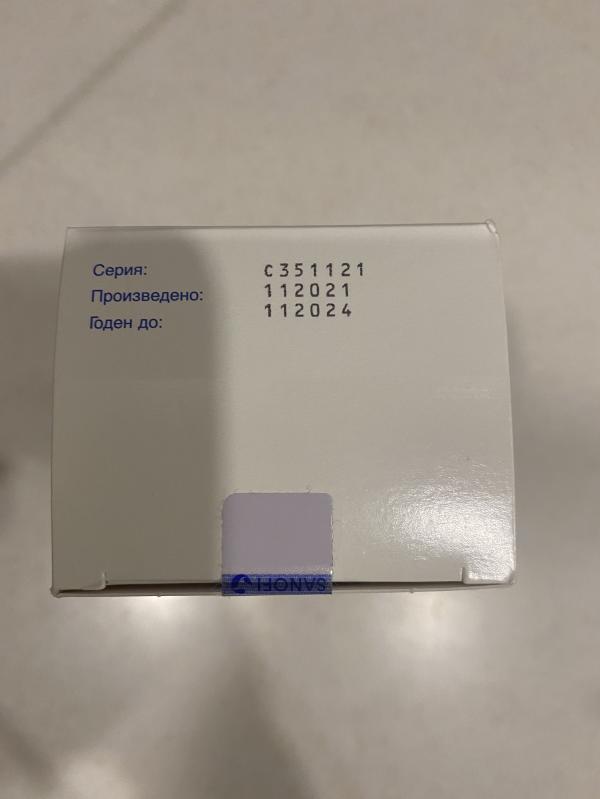 Серия: C351121
Произведено: 112021
Годен до: 112024
SANOFI